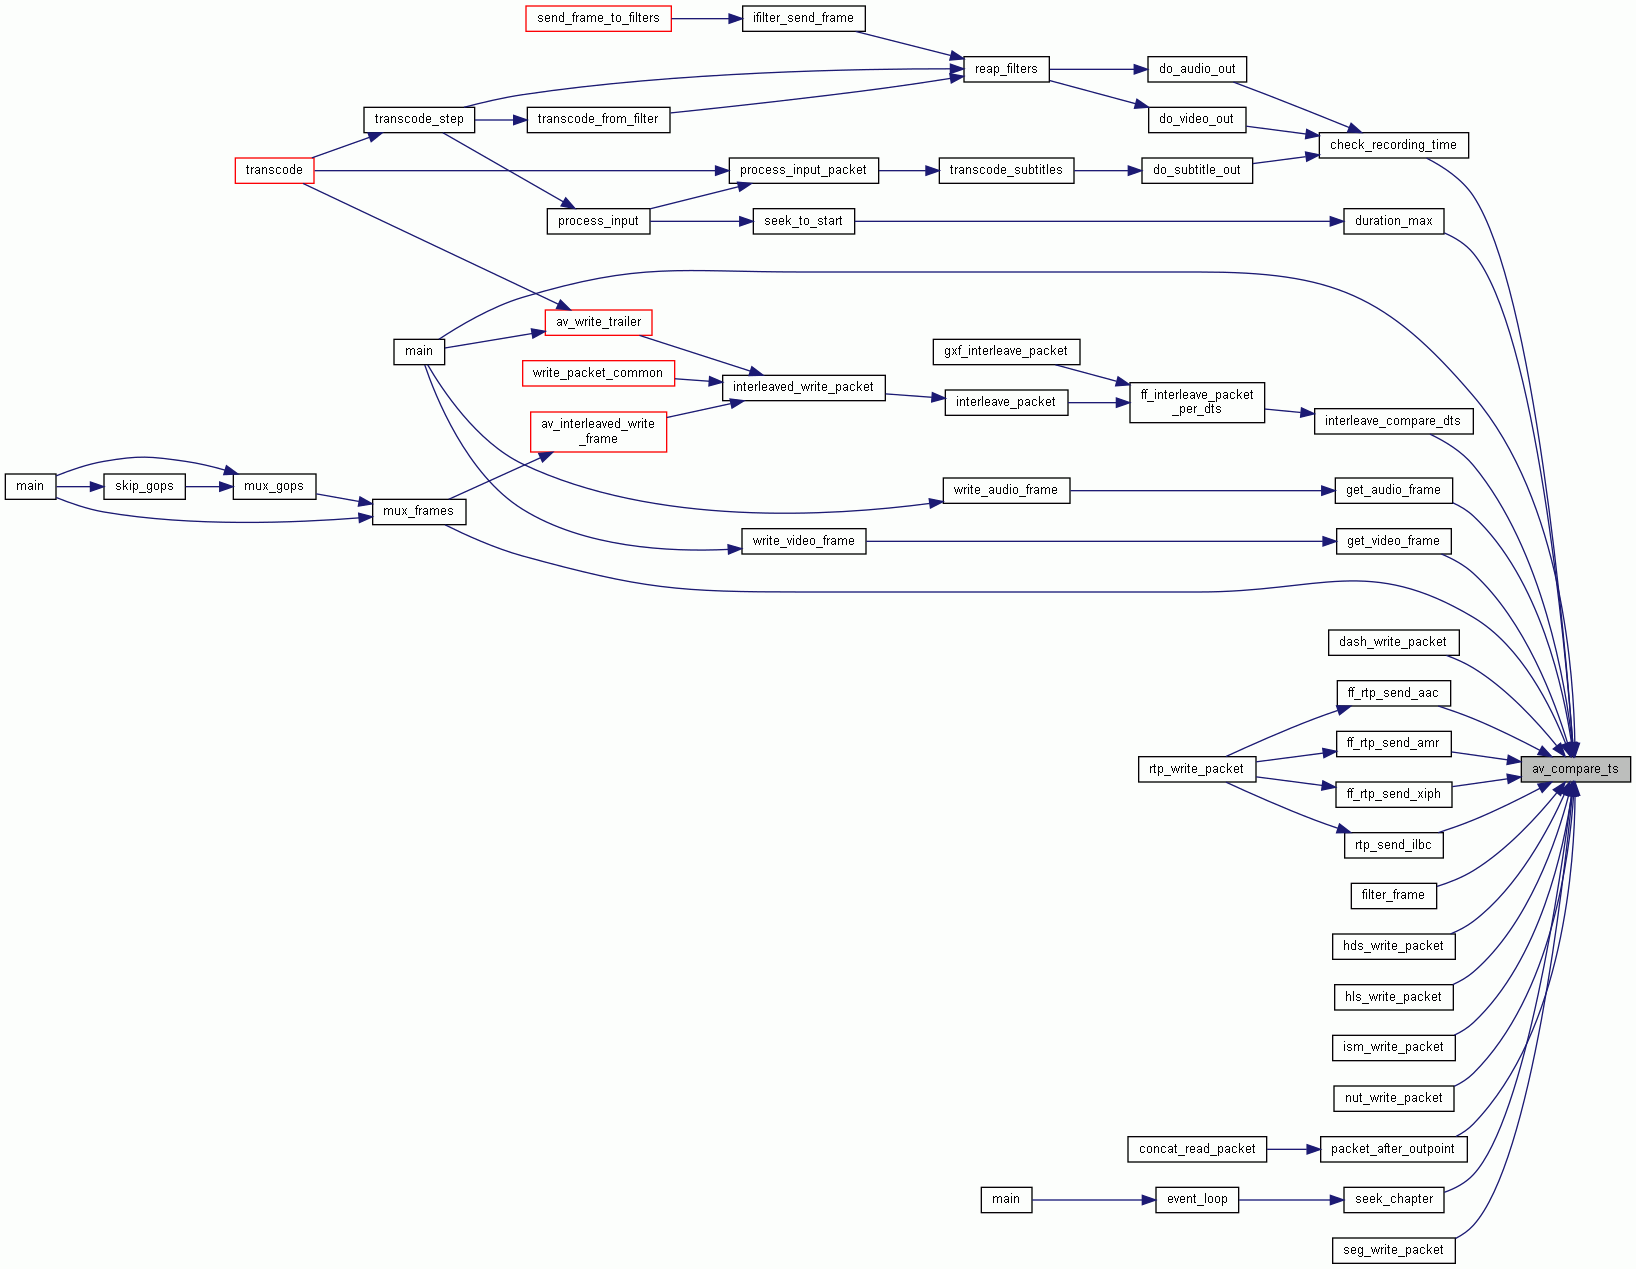 send_frame_to_filters
ifilter_send_frame
reap_filters
do_audio_out
transcode_step
transcode_from_filter
do_video_out
check_recording_time
transcode
process_input_packet
transcode_subtitles
do_subtitle_out
process_input
seek_to_start
duration_max
av_write_trailer
main
gxf_interleave_packet
write_packet_common
interleaved_write_packet
interleave_packet
ff_interleave_packet
_per_dts
interleave_compare_dts
av_interleaved_write
_frame
main
skip_gops
mux_gops
mux_frames
write_audio_frame
get_audio_frame
write_video_frame
get_video_frame
dash_write_packet
ff_rtp_send_aac
ff_rtp_send_amr
rtp_write_packet
av_compare_ts
ff_rtp_send_xiph
rtp_send_ilbc
filter_frame
hds_write_packet
hls_write_packet
ism_write_packet
nut_write_packet
concat_read_packet
packet_after_outpoint
main
event_loop
seek_chapter
seg_write_packet